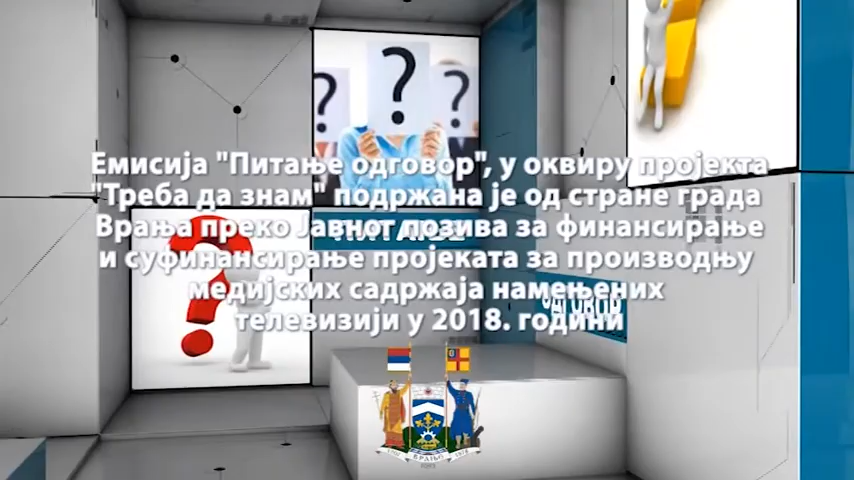 Емисија "Питање одговор", у оквиру пројекта
"Треба да знам" подржана је од стране града
Врања преко Јавног позива за финансирање
и суфинансирање пројеката за производњу
медијских садржаја намењених
телевизији у 2018. години
ВРАЊЕ